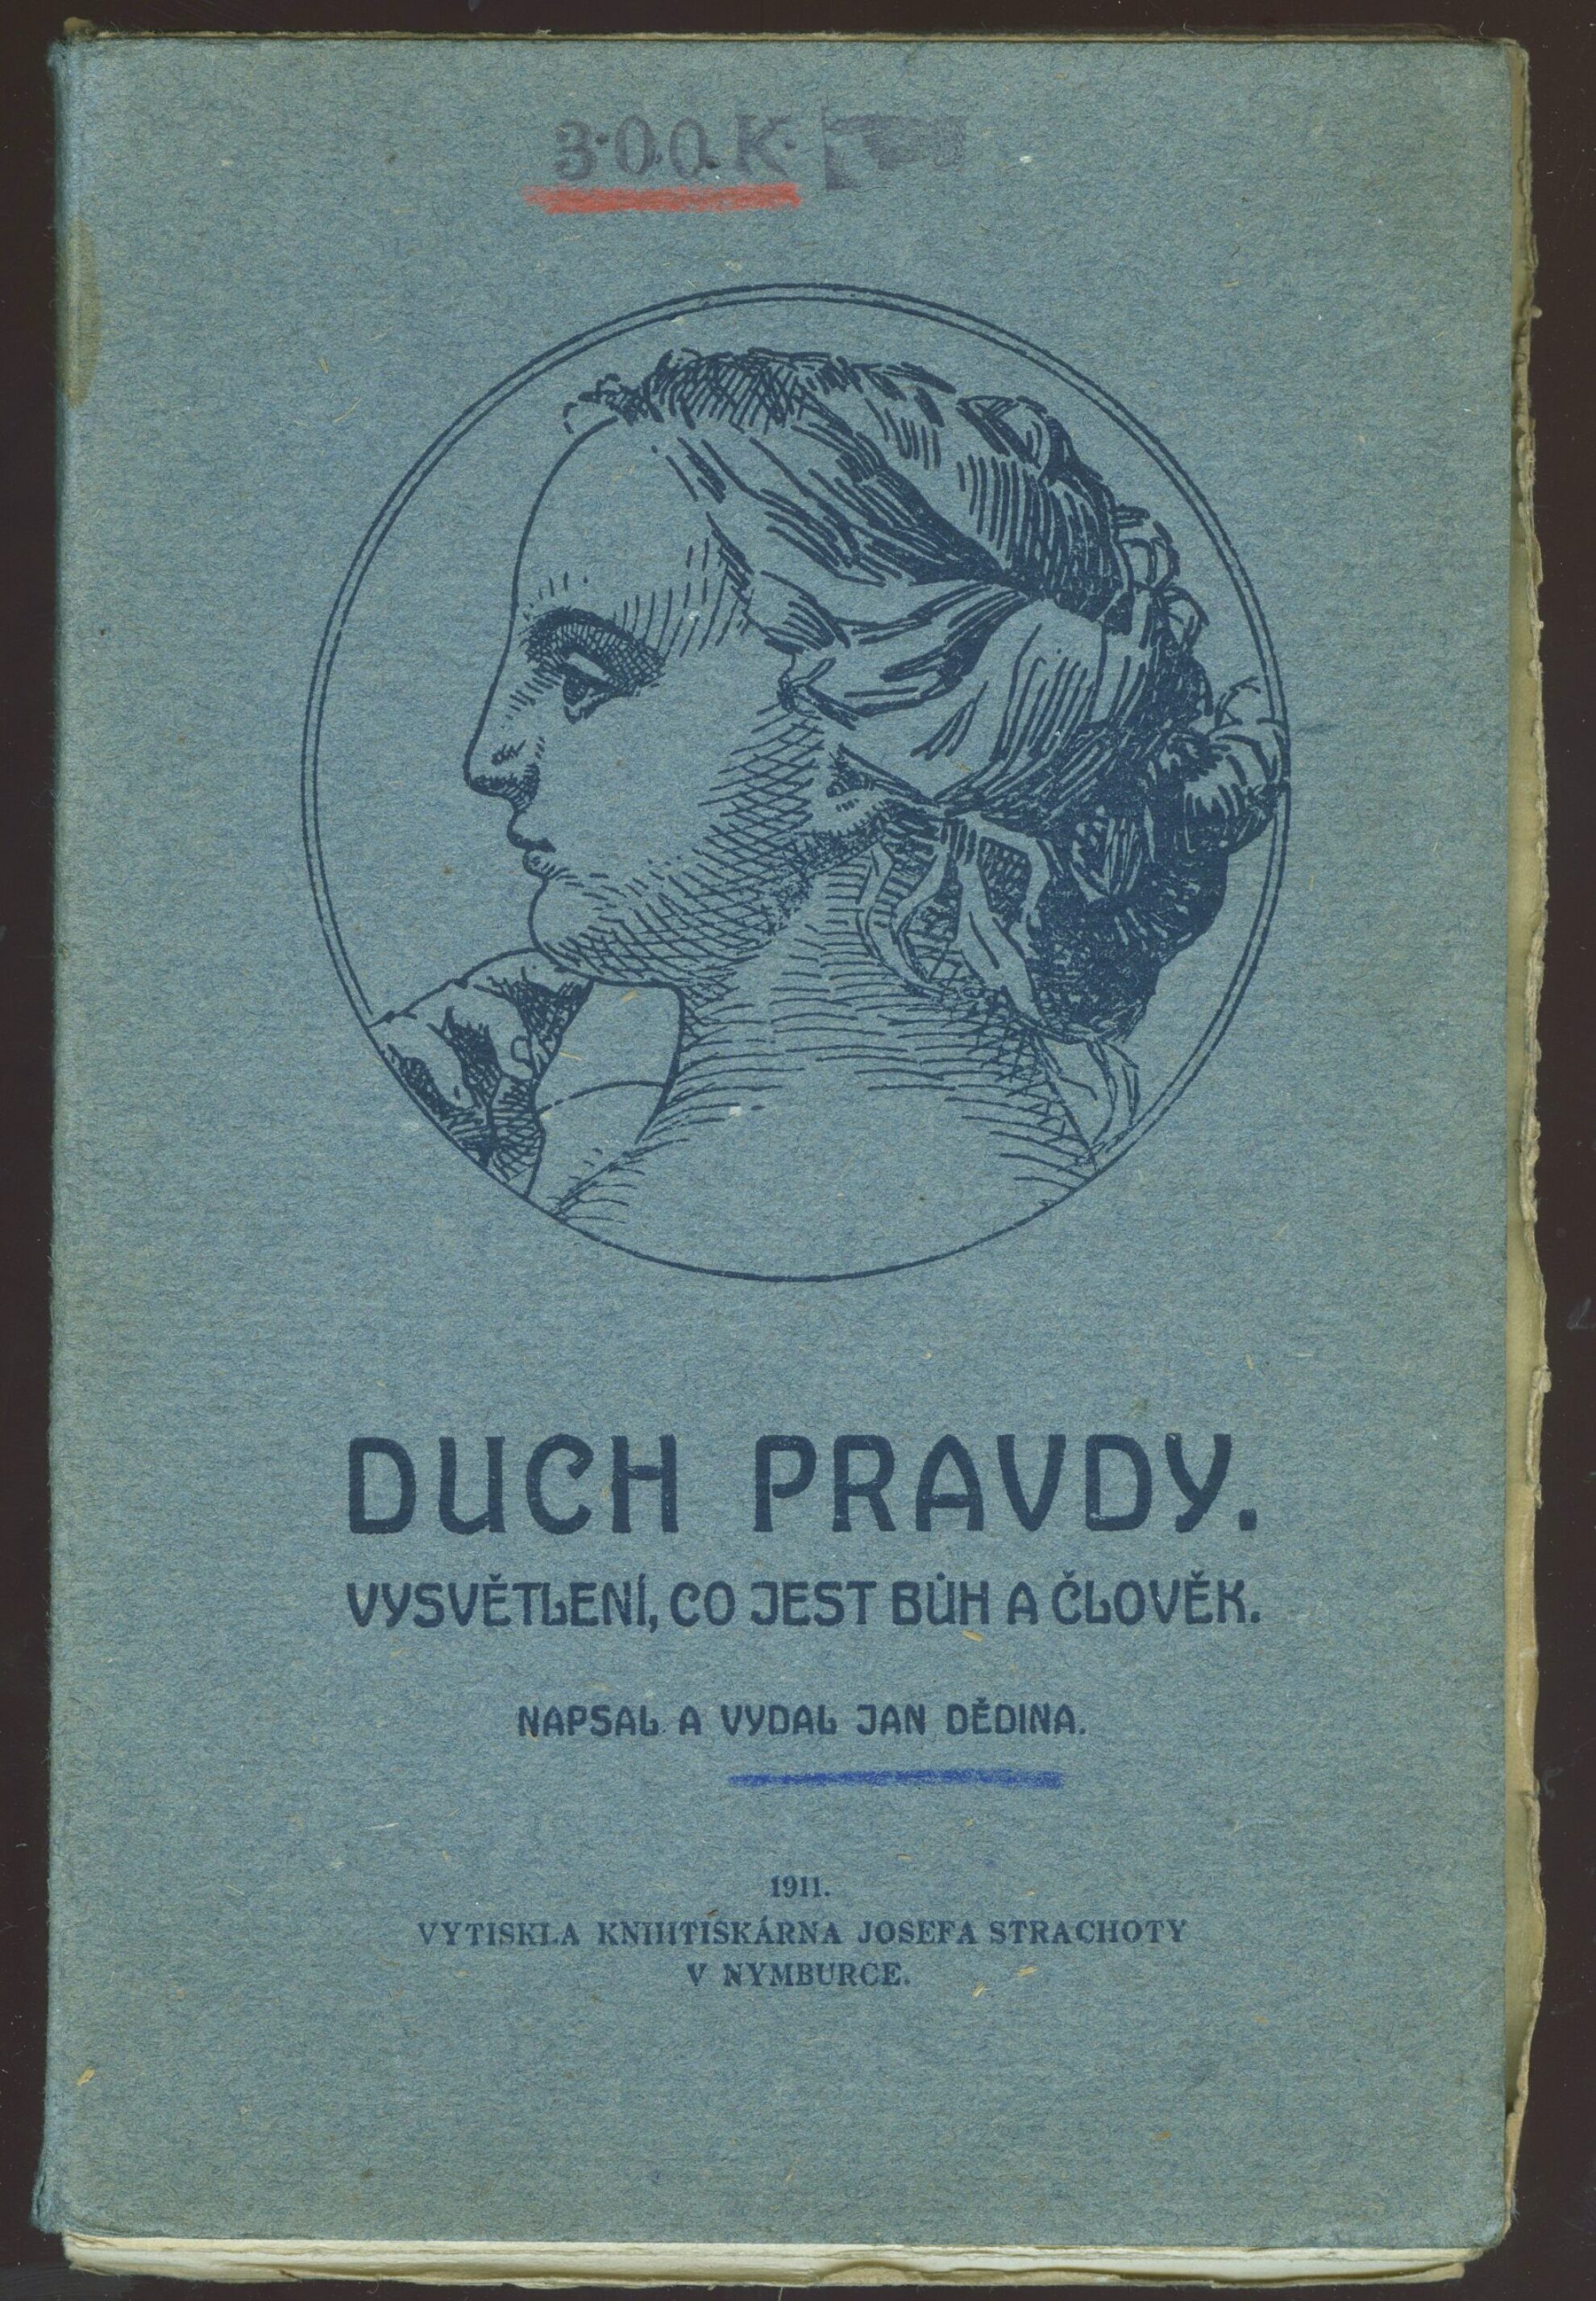 3·00 K·
DUCH PRAVDY.
VYSVĚTLENÍ, CO JEST BŮH A ČLOVĚK.
NAPSAL A VYDAL JAN DĚDINA.
1911.
VYTISKLA KNIHTISKÁRNA JOSEFA STRACHOTY
V NYMBURCE.